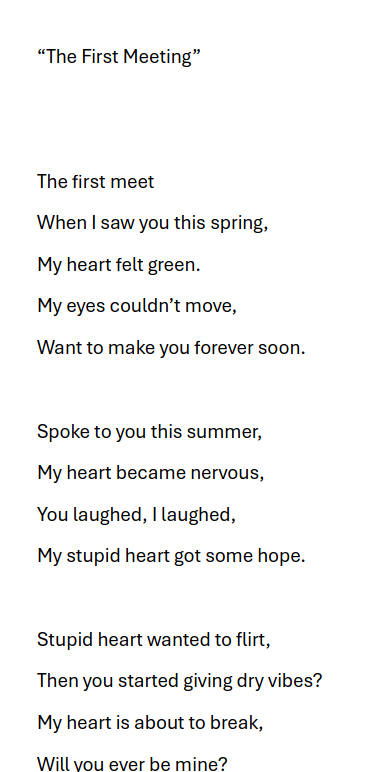 “The First Meeting”
The first meet
When I saw you this spring,
My heart felt green.
My eyes couldn’t move,
Want to make you forever soon.
Spoke to you this summer,
My heart became nervous,
You laughed, I laughed,
My stupid heart got some hope.
Stupid heart wanted to flirt,
Then you started giving dry vibes?
My heart is about to break,
Will you ever be mine?